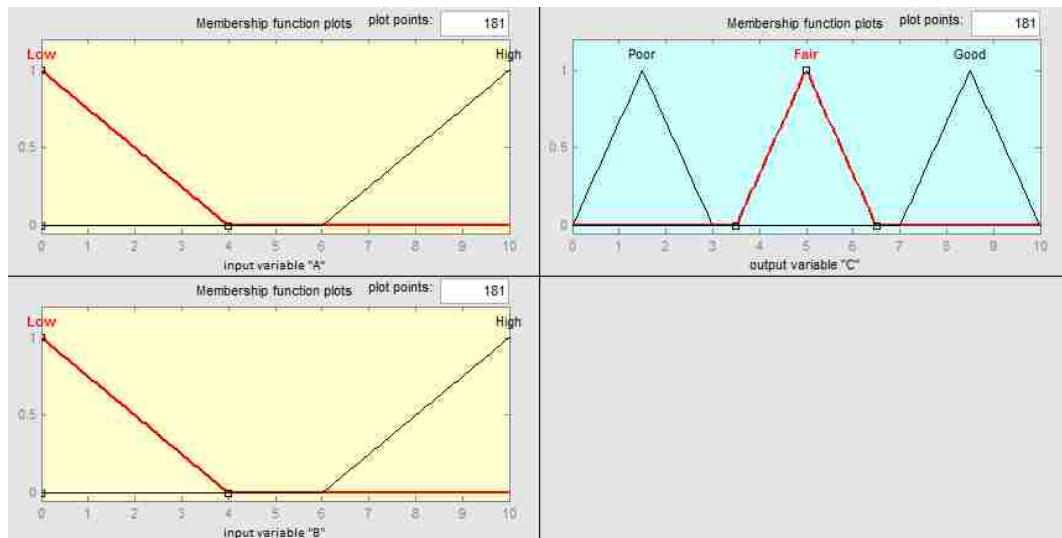 Membership function plots plot points: 181
Low High
1
0.5
0
0 1 2 3 4 5 6 7 8 9 10
input variable "A"
Membership function plots plot points: 181
Poor Fair Good
1
0.5
0
0 1 2 3 4 5 6 7 8 9 10
output variable "C"
Membership function plots plot points: 181
Low High
1
0.5
0
0 1 2 3 4 5 6 7 8 9 10
input variable "B"